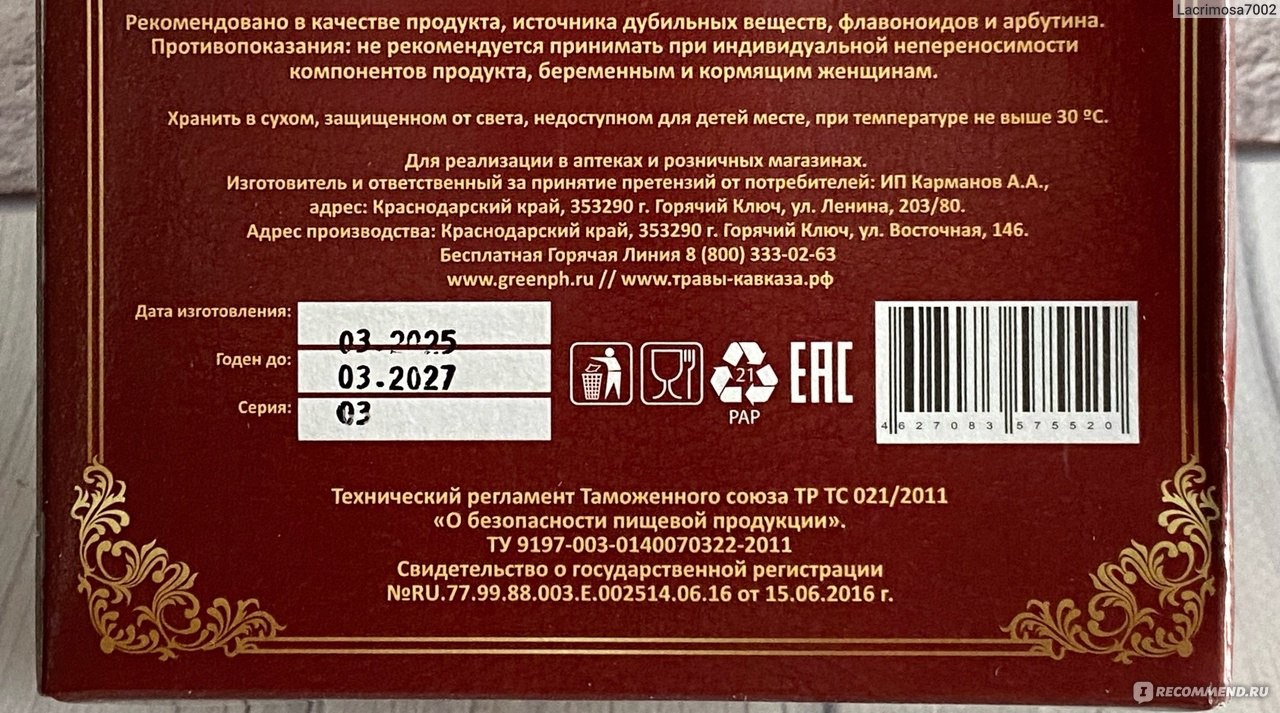 Lacrimosa7002
Рекомендовано в качестве продукта, источника дубильных веществ, флавоноидов и арбутина.
Противопоказания: не рекомендуется принимать при индивидуальной непереносимости
компонентов продукта, беременным и кормящим женщинам.
Хранить в сухом, защищенном от света, недоступном для детей месте, при температуре не выше 30 ºС.
Для реализации в аптеках и розничных магазинах.
Изготовитель и ответственный за принятие претензий от потребителей: ИП Карманов А.А.,
адрес: Краснодарский край, 353290 г. Горячий Ключ, ул. Ленина, 203/80.
Адрес производства: Краснодарский край, 353290 г. Горячий Ключ, ул. Восточная, 146.
Бесплатная Горячая Линия 8 (800) 333-02-63
www.greenph.ru // www.травы-кавказа.рф
Дата изготовления: 03.2025
Годен до: 03.2027
Серия: 03
21
PAP
EAC
4 627083 575520
Технический регламент Таможенного союза ТР ТС 021/2011
«О безопасности пищевой продукции».
ТУ 9197-003-0140070322-2011
Свидетельство о государственной регистрации
№RU.77.99.88.003.Е.002514.06.16 от 15.06.2016 г.
IRECOMMEND.RU